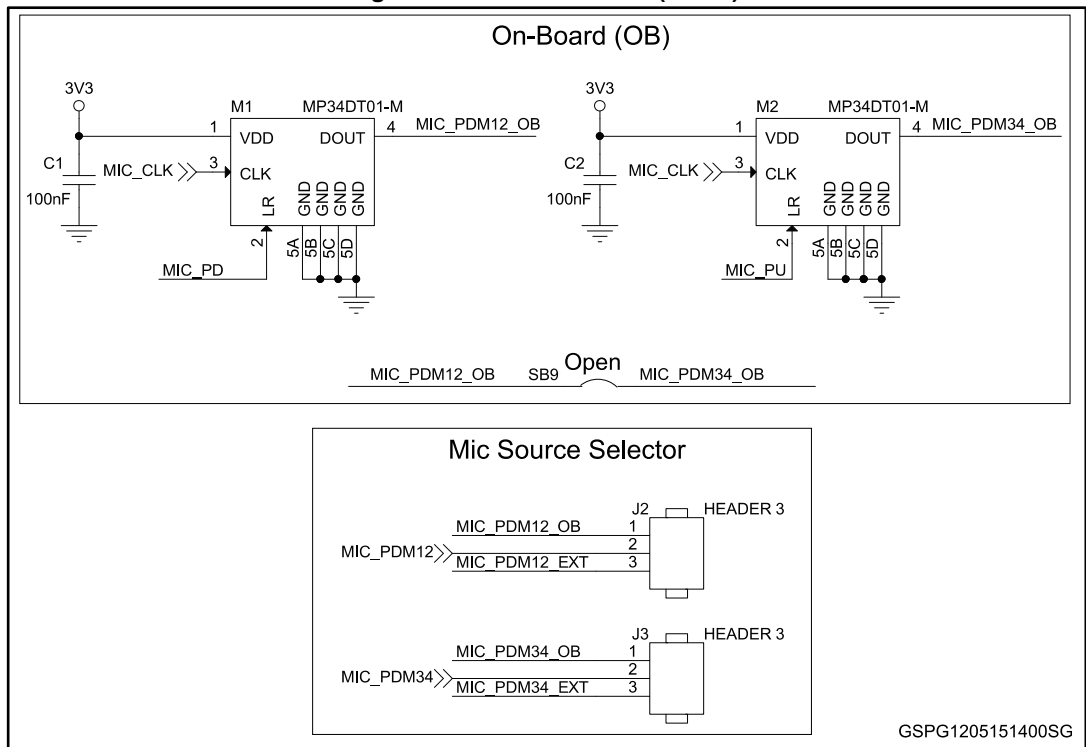 On-Board (OB)
3V3
M1 MP34DT01-M
1 VDD DOUT 4 MIC_PDM12_OB
C1
100nF
MIC_CLK 3 CLK
LR GND GND GND GND
2 5A 5B 5C 5D
MIC_PD
3V3
M2 MP34DT01-M
1 VDD DOUT 4 MIC_PDM34_OB
C2
100nF
MIC_CLK 3 CLK
LR GND GND GND GND
2 5A 5B 5C 5D
MIC_PU
Open
MIC_PDM12_OB SB9 MIC_PDM34_OB
Mic Source Selector
J2 HEADER 3
MIC_PDM12_OB 1
MIC_PDM12 2
MIC_PDM12_EXT 3
J3 HEADER 3
MIC_PDM34_OB 1
MIC_PDM34 2
MIC_PDM34_EXT 3
GSPG1205151400SG